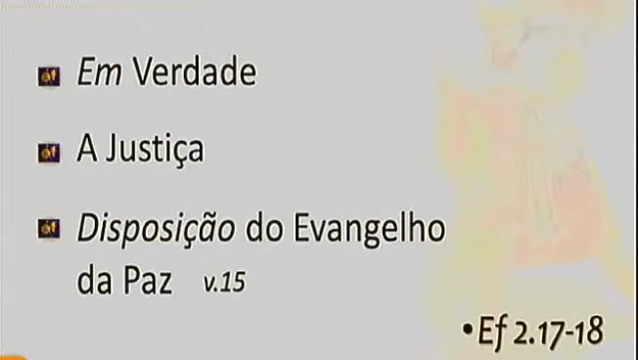 Em Verdade
A Justiça
Disposição do Evangelho
da Paz v.15
•Ef 2.17-18